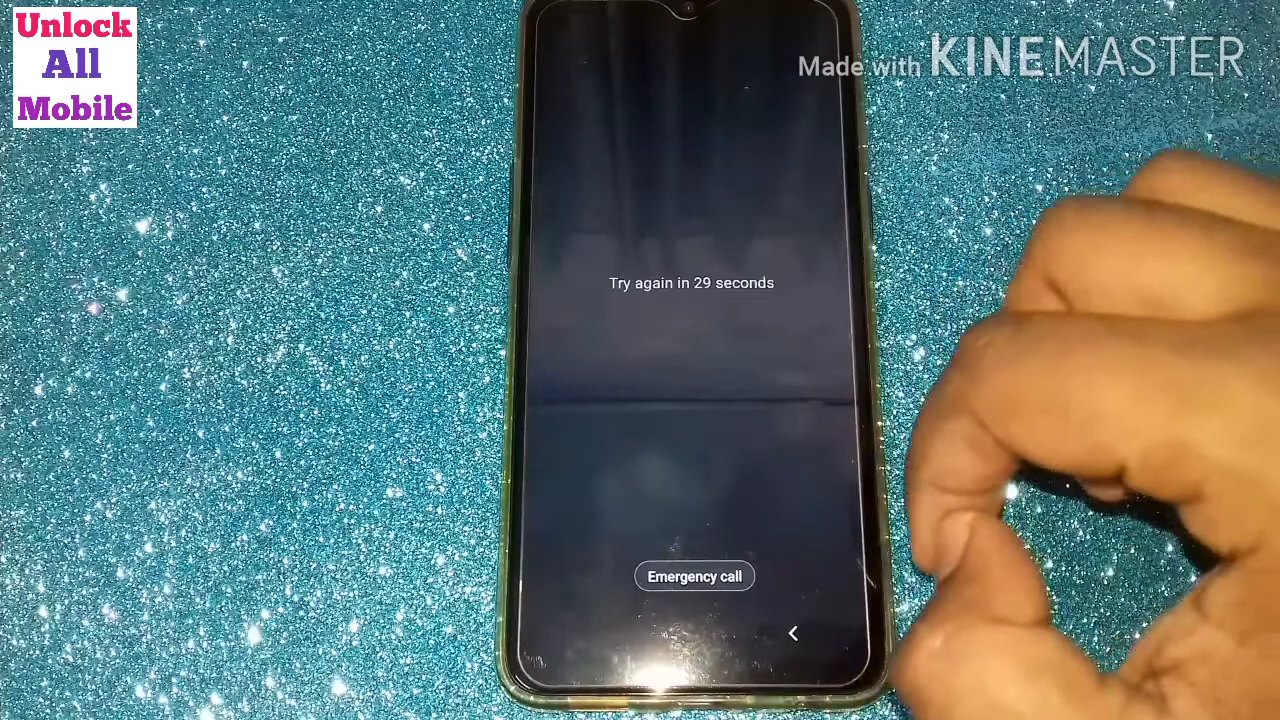 Unlock
All
Mobile
Made with KINEMASTER
Try again in 29 seconds
Emergency call